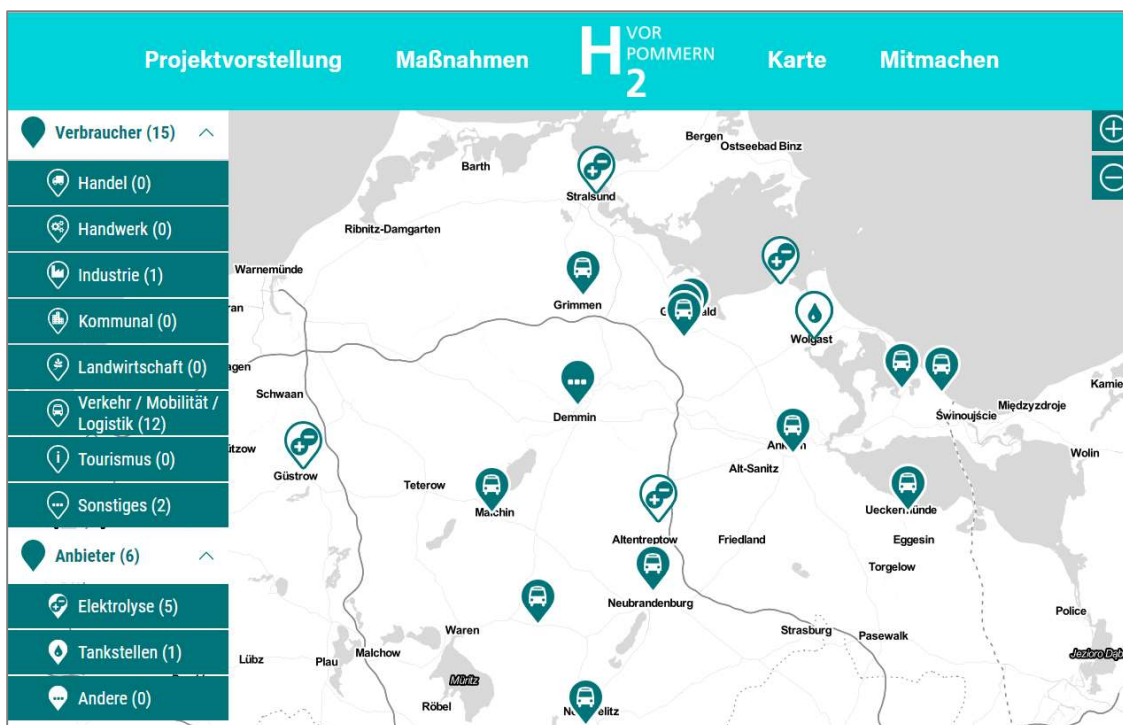 Projektvorstellung
Maßnahmen
H2
VOR
POMMERN
Karte
Mitmachen
Verbraucher (15)
Handel (0)
Handwerk (0)
Industrie (1)
Kommunal (0)
Landwirtschaft (0)
Verkehr / Mobilität /
Logistik (12)
Tourismus (0)
Sonstiges (2)
Anbieter (6)
Elektrolyse (5)
Tankstellen (1)
Andere (0)
Bergen
Ostseebad Binz
Barth
Stralsund
Ribnitz-Damgarten
Warnemünde
Grimmen
Wolgast
Schwaan
Demmin
Kamie
Międzyzdroje
Świnoujście
Güstrow
Teterow
Alt-Sanitz
Wolin
Malchin
Ueckermünde
Altentreptow
Friedland
Eggesin
Torgelow
Neubrandenburg
Police
Waren
Strasburg
Pasewalk
Lübz
Plau
Malchow
Müritz
Röbel
Jezioro Dąb